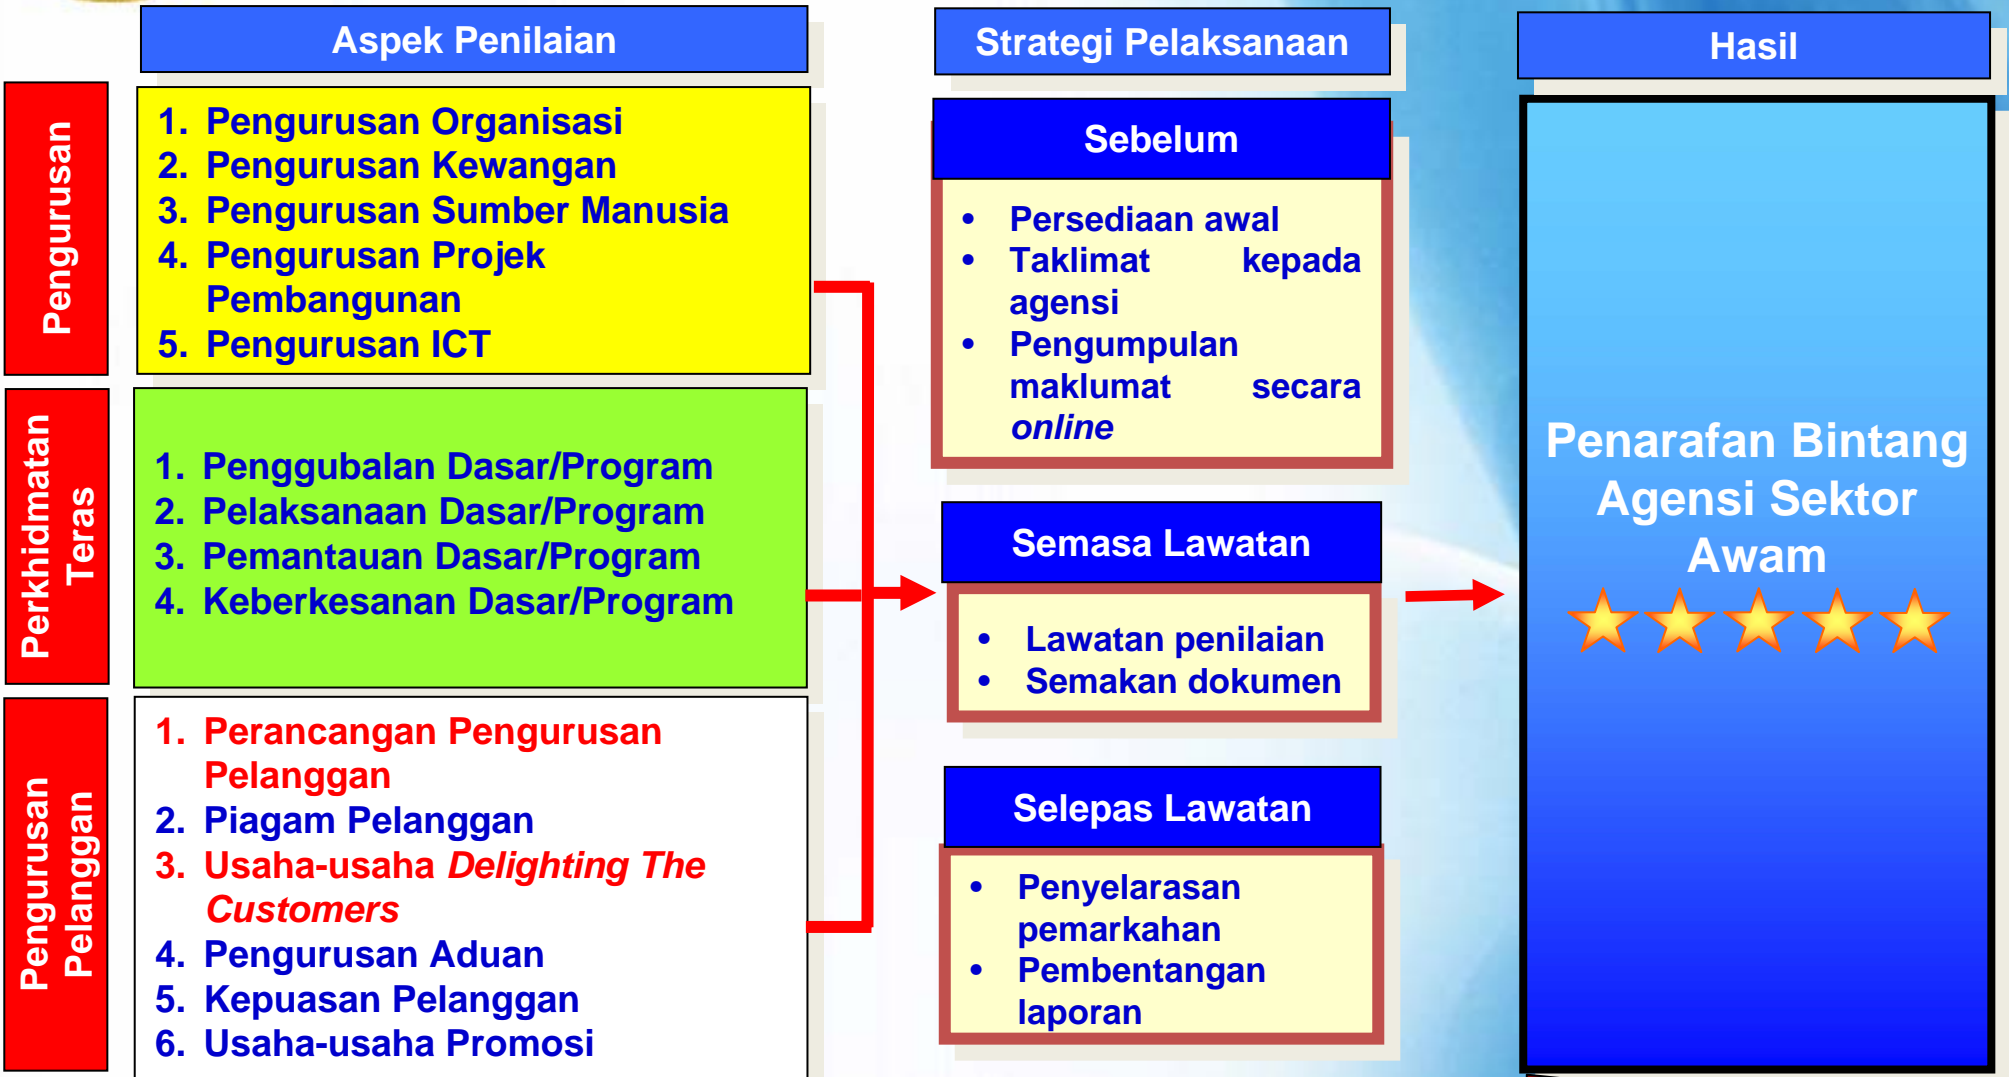 Aspek Penilaian
Pengurusan
1. Pengurusan Organisasi
2. Pengurusan Kewangan
3. Pengurusan Sumber Manusia
4. Pengurusan Projek
Pembangunan
5. Pengurusan ICT
Perkhidmatan
Teras
1. Penggubalan Dasar/Program
2. Pelaksanaan Dasar/Program
3. Pemantauan Dasar/Program
4. Keberkesanan Dasar/Program
Pengurusan
Pelanggan
1. Perancangan Pengurusan
Pelanggan
2. Piagam Pelanggan
3. Usaha-usaha Delighting The
Customers
4. Pengurusan Aduan
5. Kepuasan Pelanggan
6. Usaha-usaha Promosi
Strategi Pelaksanaan
Sebelum
• Persediaan awal
• Taklimat kepada
agensi
• Pengumpulan
maklumat secara
online
Semasa Lawatan
• Lawatan penilaian
• Semakan dokumen
Selepas Lawatan
• Penyelarasan
pemarkahan
• Pembentangan
laporan
Hasil
Penarafan Bintang
Agensi Sektor
Awam